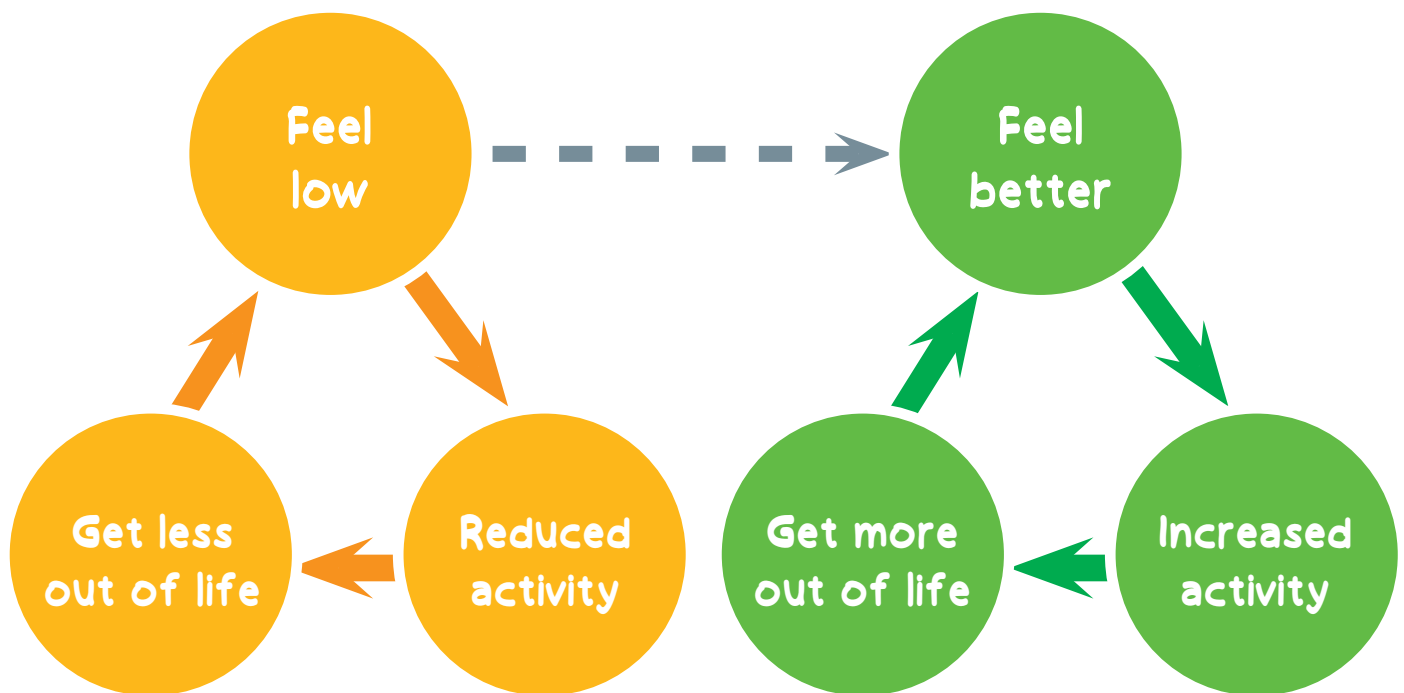 Feel
low
Feel
better
Get less
out of life
Reduced
activity
Get more
out of life
Increased
activity